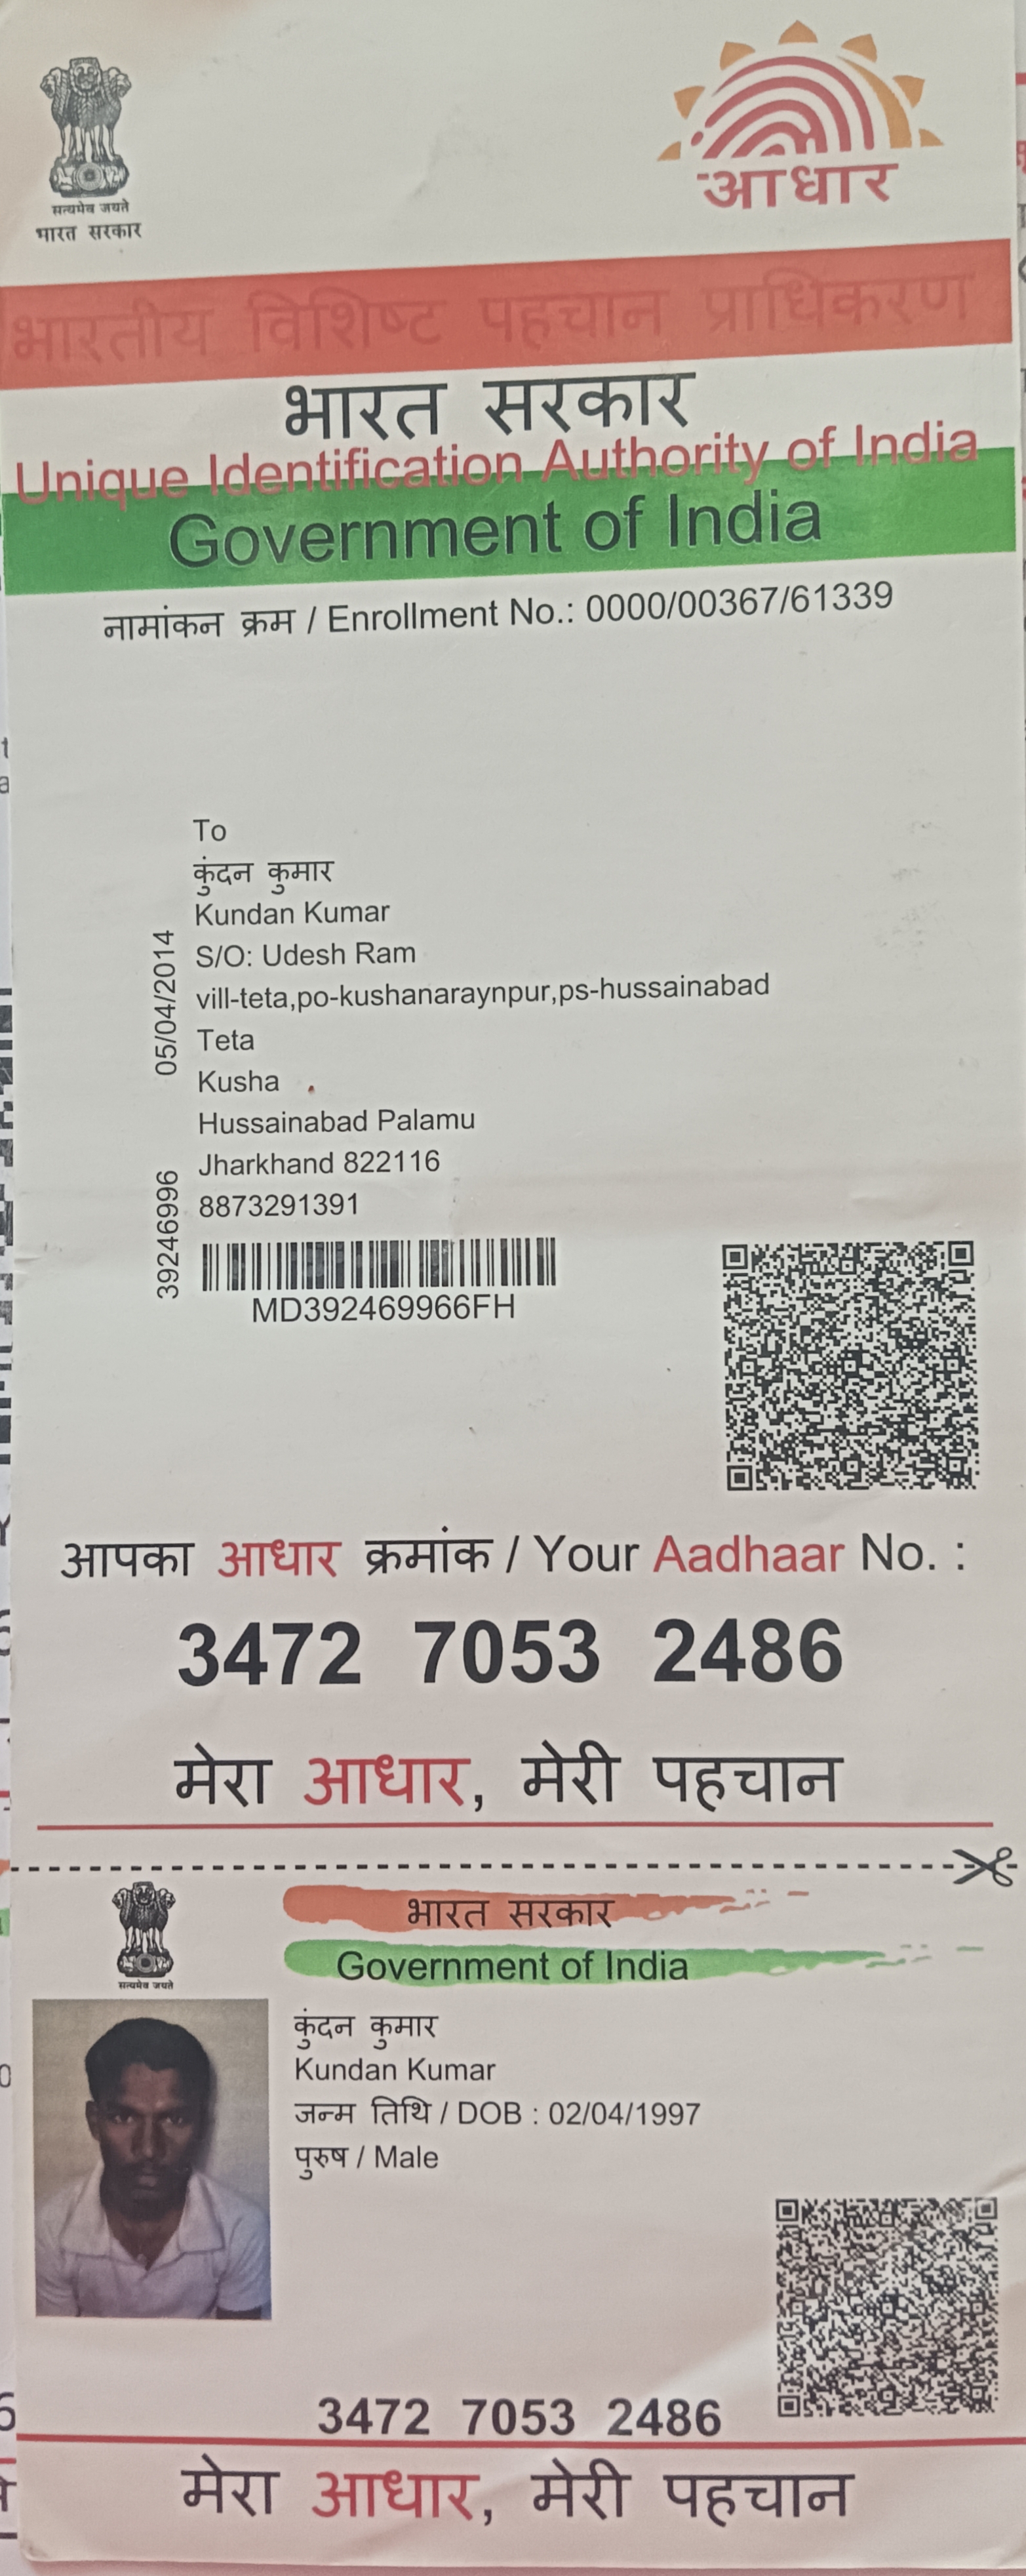 सत्यमेव जयते
भारत सरकार
आधार
भारतीय विशिष्ट पहचान प्राधिकरण
भारत सरकार
Unique Identification Authority of India
Government of India
नामांकन क्रम / Enrollment No.: 0000/00367/61339
To
कुंदन कुमार
Kundan Kumar
S/O: Udesh Ram
vill-teta,po-kushanaraynpur,ps-hussainabad
Teta
Kusha
Hussainabad Palamu
Jharkhand 822116
8873291391
05/04/2014
39246996
MD392469966FH
आपका आधार क्रमांक / Your Aadhaar No. :
3472 7053 2486
मेरा आधार, मेरी पहचान
सत्यमेव जयते
भारत सरकार
Government of India
कुंदन कुमार
Kundan Kumar
जन्म तिथि / DOB : 02/04/1997
पुरुष / Male
3472 7053 2486
मेरा आधार, मेरी पहचान